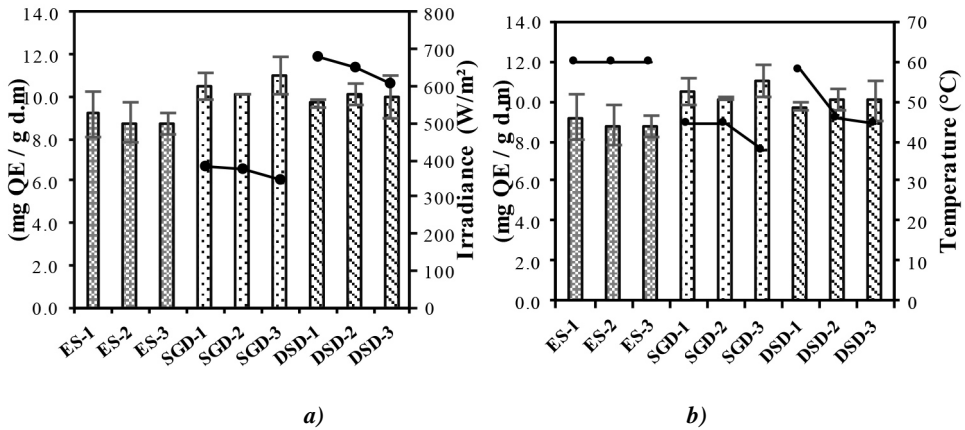 14.0
12.0
10.0
8.0
6.0
4.0
2.0
0.0
(mg QE / g d.m)
800
700
600
500
400
300
200
100
0
Irradiance (W/m²)
ES-1
ES-2
ES-3
SGD-1
SGD-2
SGD-3
DSD-1
DSD-2
DSD-3
a)
14.0
12.0
10.0
8.0
6.0
4.0
2.0
0.0
(mg QE / g d.m)
70
60
50
40
30
20
10
0
Temperature (°C)
ES-1
ES-2
ES-3
SGD-1
SGD-2
SGD-3
DSD-1
DSD-2
DSD-3
b)